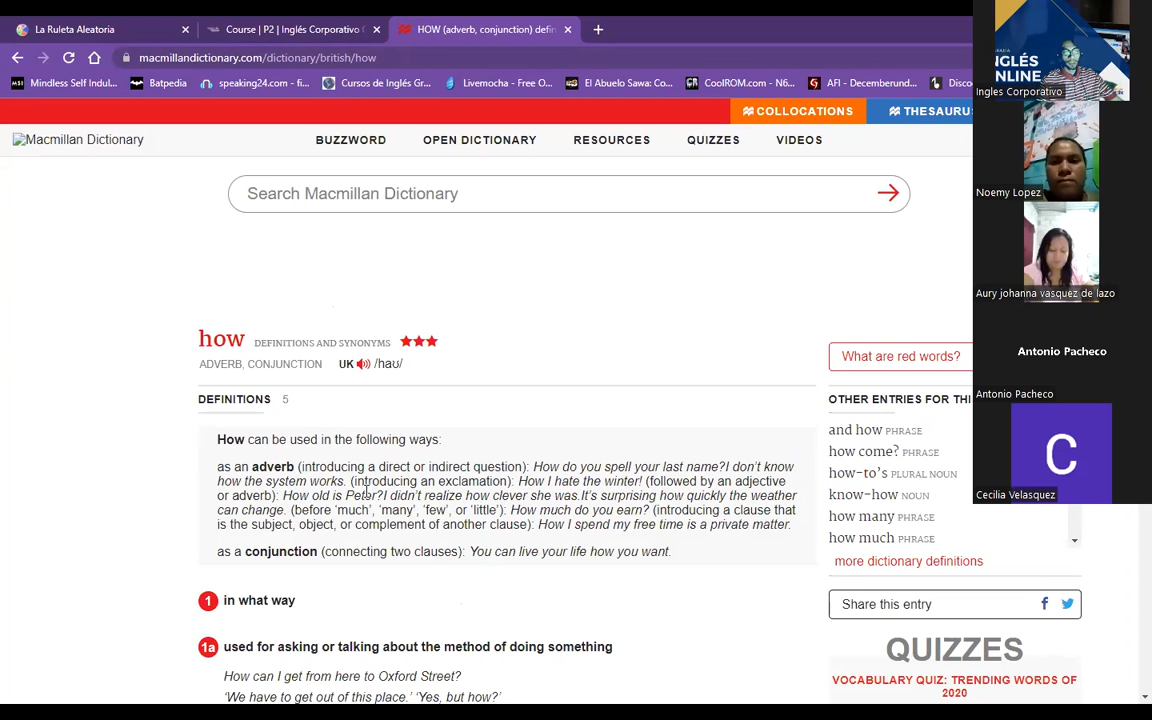 La Ruleta Aleatoria
Course | P2 | Inglés Corporativo
HOW (adverb, conjunction) defin
macmillandictionary.com/dictionary/british/how
Mindless Self Indul...
Batpedia
speaking24.com - fi...
Cursos de Inglés Gr...
Livemocha - Free O...
El Abuelo Sawa: Co...
CoolROM.com - N6...
AFI - Decemberund...
Disco
COLLOCATIONS
THESAURU
Macmillan Dictionary
BUZZWORD
OPEN DICTIONARY
RESOURCES
QUIZZES
VIDEOS
Search Macmillan Dictionary
how DEFINITIONS AND SYNONYMS ★★★
ADVERB, CONJUNCTION UK /haʊ/
DEFINITIONS 5
How can be used in the following ways:
as an adverb (introducing a direct or indirect question): How do you spell your last name?I don't know
how the system works. (introducing an exclamation): How I hate the winter! (followed by an adjective
or adverb): How old is Peter?I didn't realize how clever she was.It's surprising how quickly the weather
can change. (before 'much', 'many', 'few', or 'little'): How much do you earn? (introducing a clause that
is the subject, object, or complement of another clause): How I spend my free time is a private matter.
as a conjunction (connecting two clauses): You can live your life how you want.
1 in what way
1a used for asking or talking about the method of doing something
How can I get from here to Oxford Street?
'We have to get out of this place.' 'Yes, but how?'
What are red words?
OTHER ENTRIES FOR THI
and how PHRASE
how come? PHRASE
how-to's PLURAL NOUN
know-how NOUN
how many PHRASE
how much PHRASE
more dictionary definitions
Share this entry
QUIZZES
VOCABULARY QUIZ: TRENDING WORDS OF
2020
NGLÉS
NLINE
Ingles Corporativo
Noemy Lopez
Aury johanna vasquez de lazo
Antonio Pacheco
Antonio Pacheco
C
Cecilia Velasquez